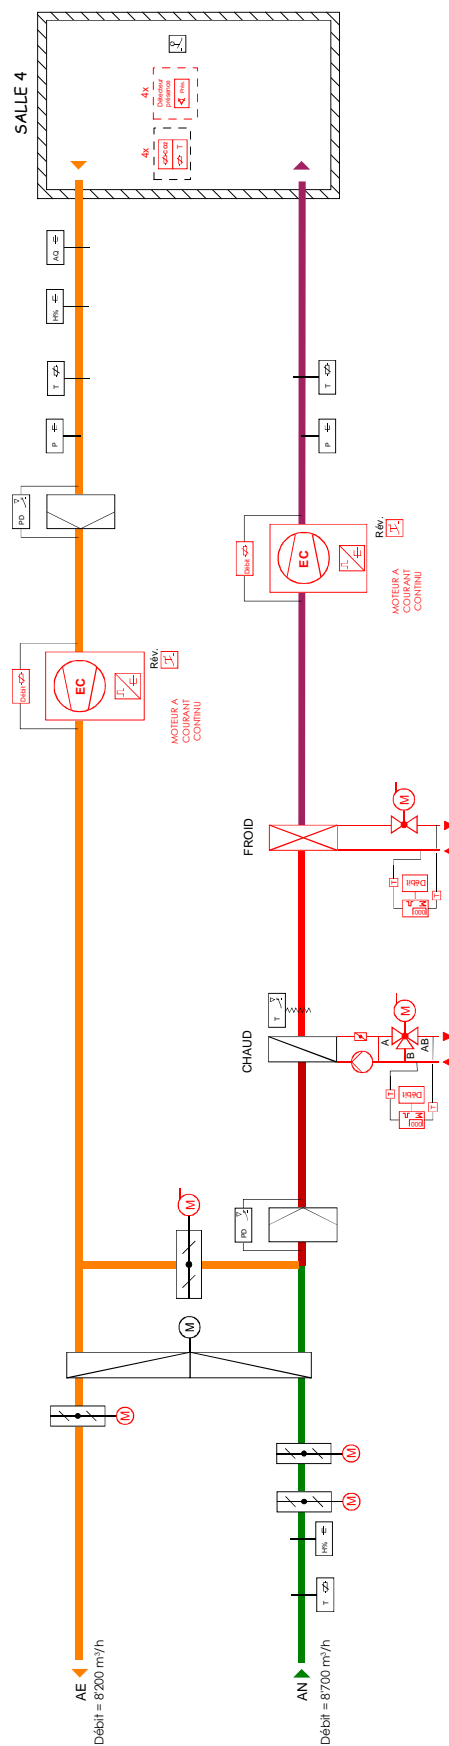 SALLE 4
4x
Détecteur
présence
Prés.
4x
CO2
T
AQ
H%
T
P
PD
T
P
Débit
EC
Rév.
MOTEUR A
COURANT
CONTINU
Débit
EC
Rév.
MOTEUR A
COURANT
CONTINU
FROID
M
T
Débit
M
000
T
CHAUD
T
M
A
B
AB
T
Débit
M
000
T
PD
M
M
M
M
M
H%
T
AE
Débit = 8'200 m³/h
AN
Débit = 8'700 m³/h